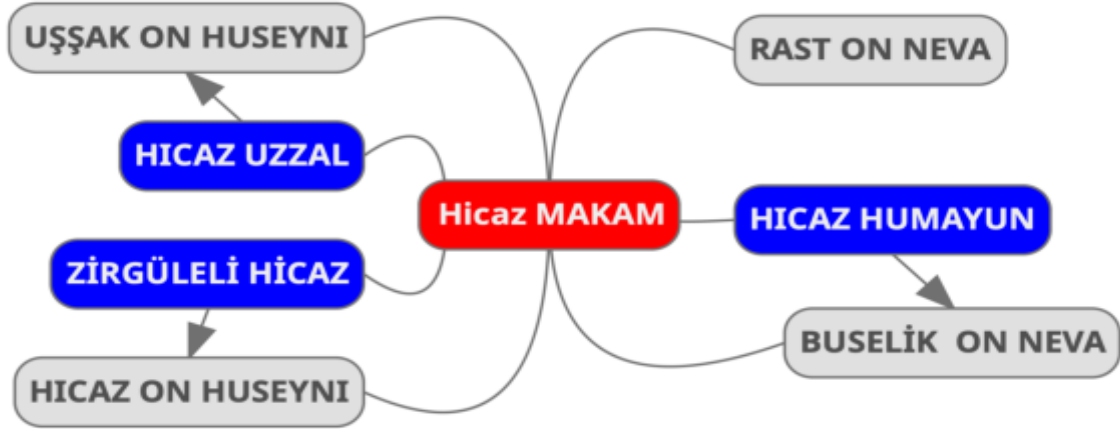 UŞŞAK ON HUSEYNI
RAST ON NEVA
HICAZ UZZAL
Hicaz MAKAM
HICAZ HUMAYUN
ZİRGÜLELİ HİCAZ
BUSELİK  ON NEVA
HICAZ ON HUSEYNI